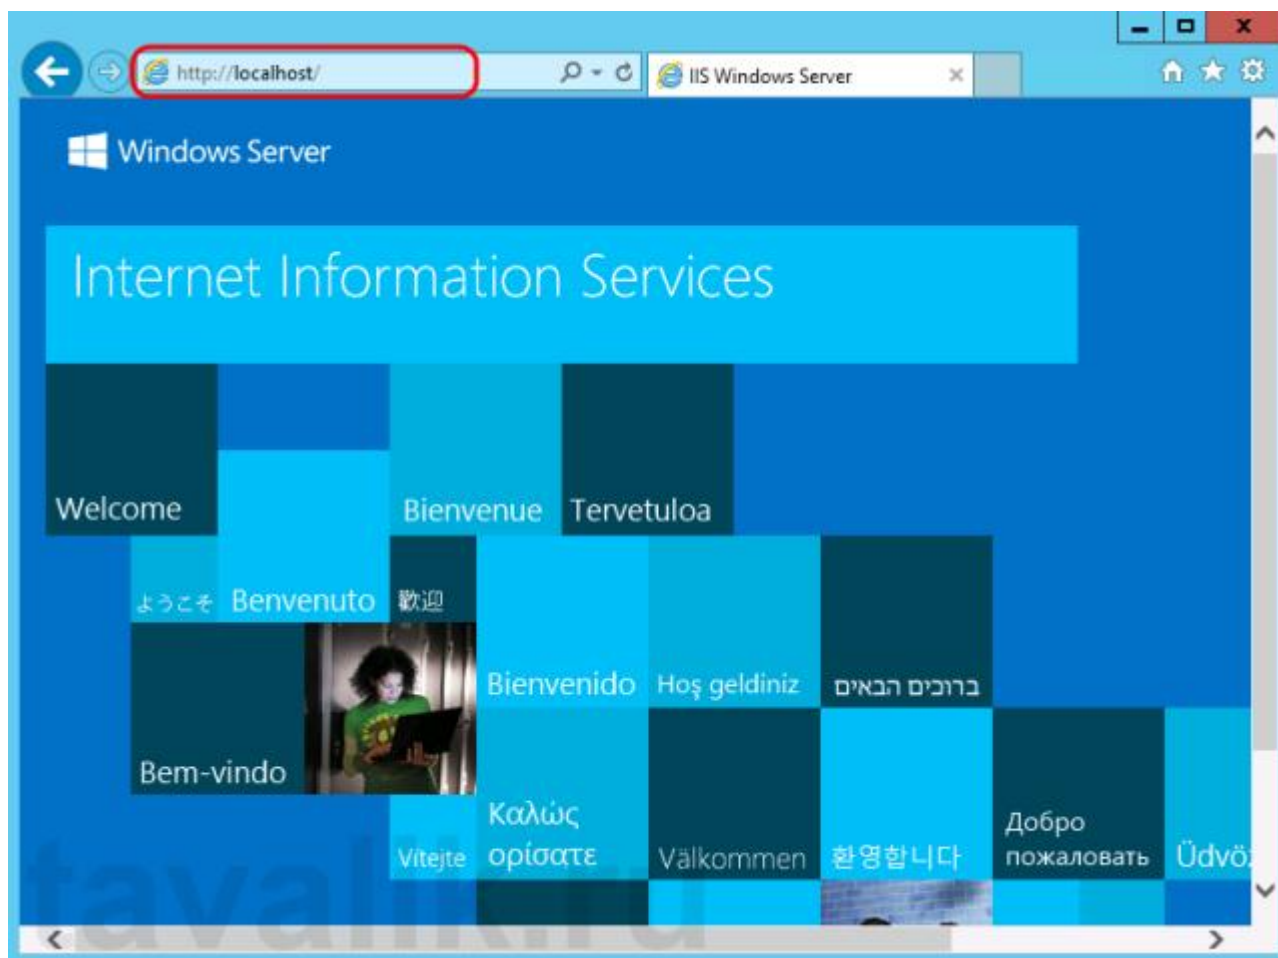 http://localhost/
IIS Windows Server
Windows Server
Internet Information Services
Welcome
Bienvenue
Tervetuloa
ようこそ
Benvenuto
歡迎
Bienvenido
Hoş geldiniz
ברוכים הבאים
Bem-vindo
Vítejte
Καλώς
ορίσατε
Välkommen
환영합니다
Добро
пожаловать
Üdvöz
tavalik.ru